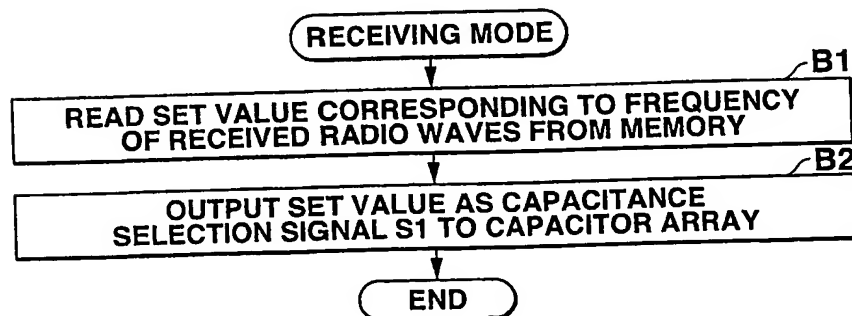 RECEIVING MODE
B1
READ SET VALUE CORRESPONDING TO FREQUENCY
OF RECEIVED RADIO WAVES FROM MEMORY
B2
OUTPUT SET VALUE AS CAPACITANCE
SELECTION SIGNAL S1 TO CAPACITOR ARRAY
END